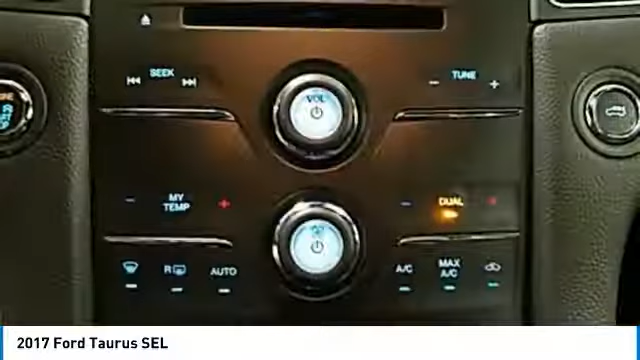 SEEK
TUNE
VOL
MY
TEMP
DUAL
R
AUTO
A/C
MAX
A/C
2017 Ford Taurus SEL